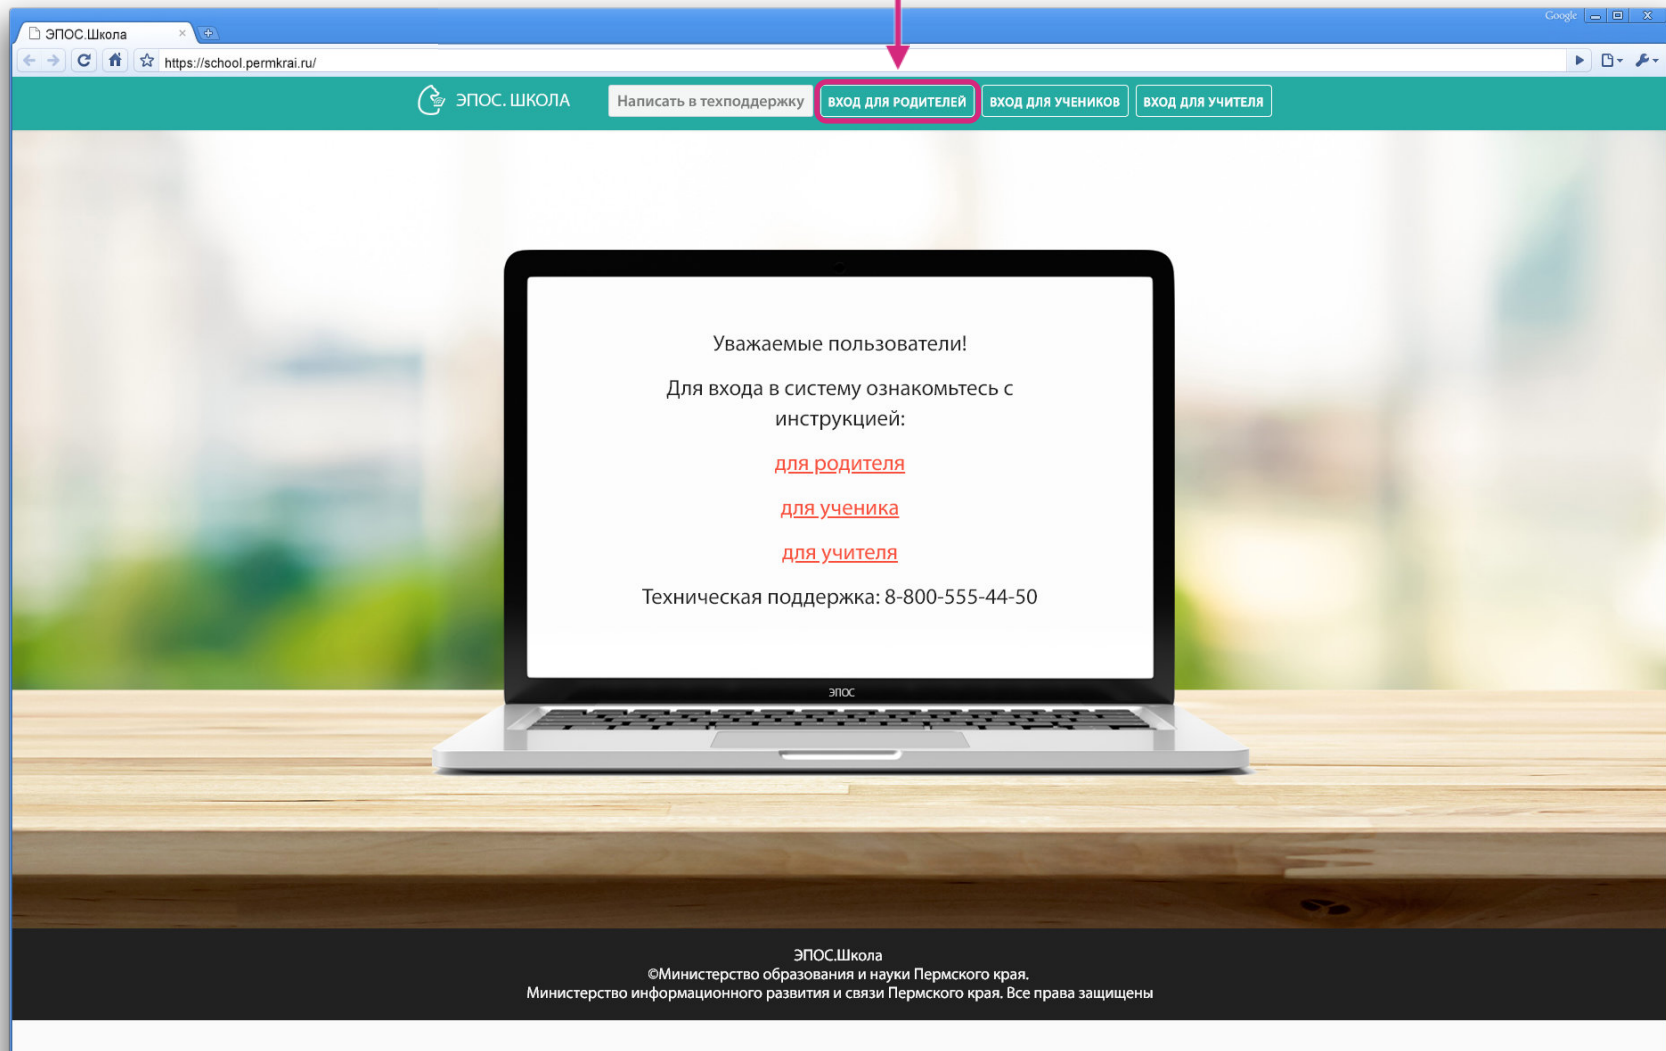 Google
ЭПОС.Школа
https://school.permkrai.ru/
ЭПОС. ШКОЛА
Написать в техподдержку
ВХОД ДЛЯ РОДИТЕЛЕЙ
ВХОД ДЛЯ УЧЕНИКОВ
ВХОД ДЛЯ УЧИТЕЛЯ
Уважаемые пользователи!
Для входа в систему ознакомьтесь с
инструкцией:
для родителя
для ученика
для учителя
Техническая поддержка: 8-800-555-44-50
ЭПОС
ЭПОС.Школа
©Министерство образования и науки Пермского края.
Министерство информационного развития и связи Пермского края. Все права защищены